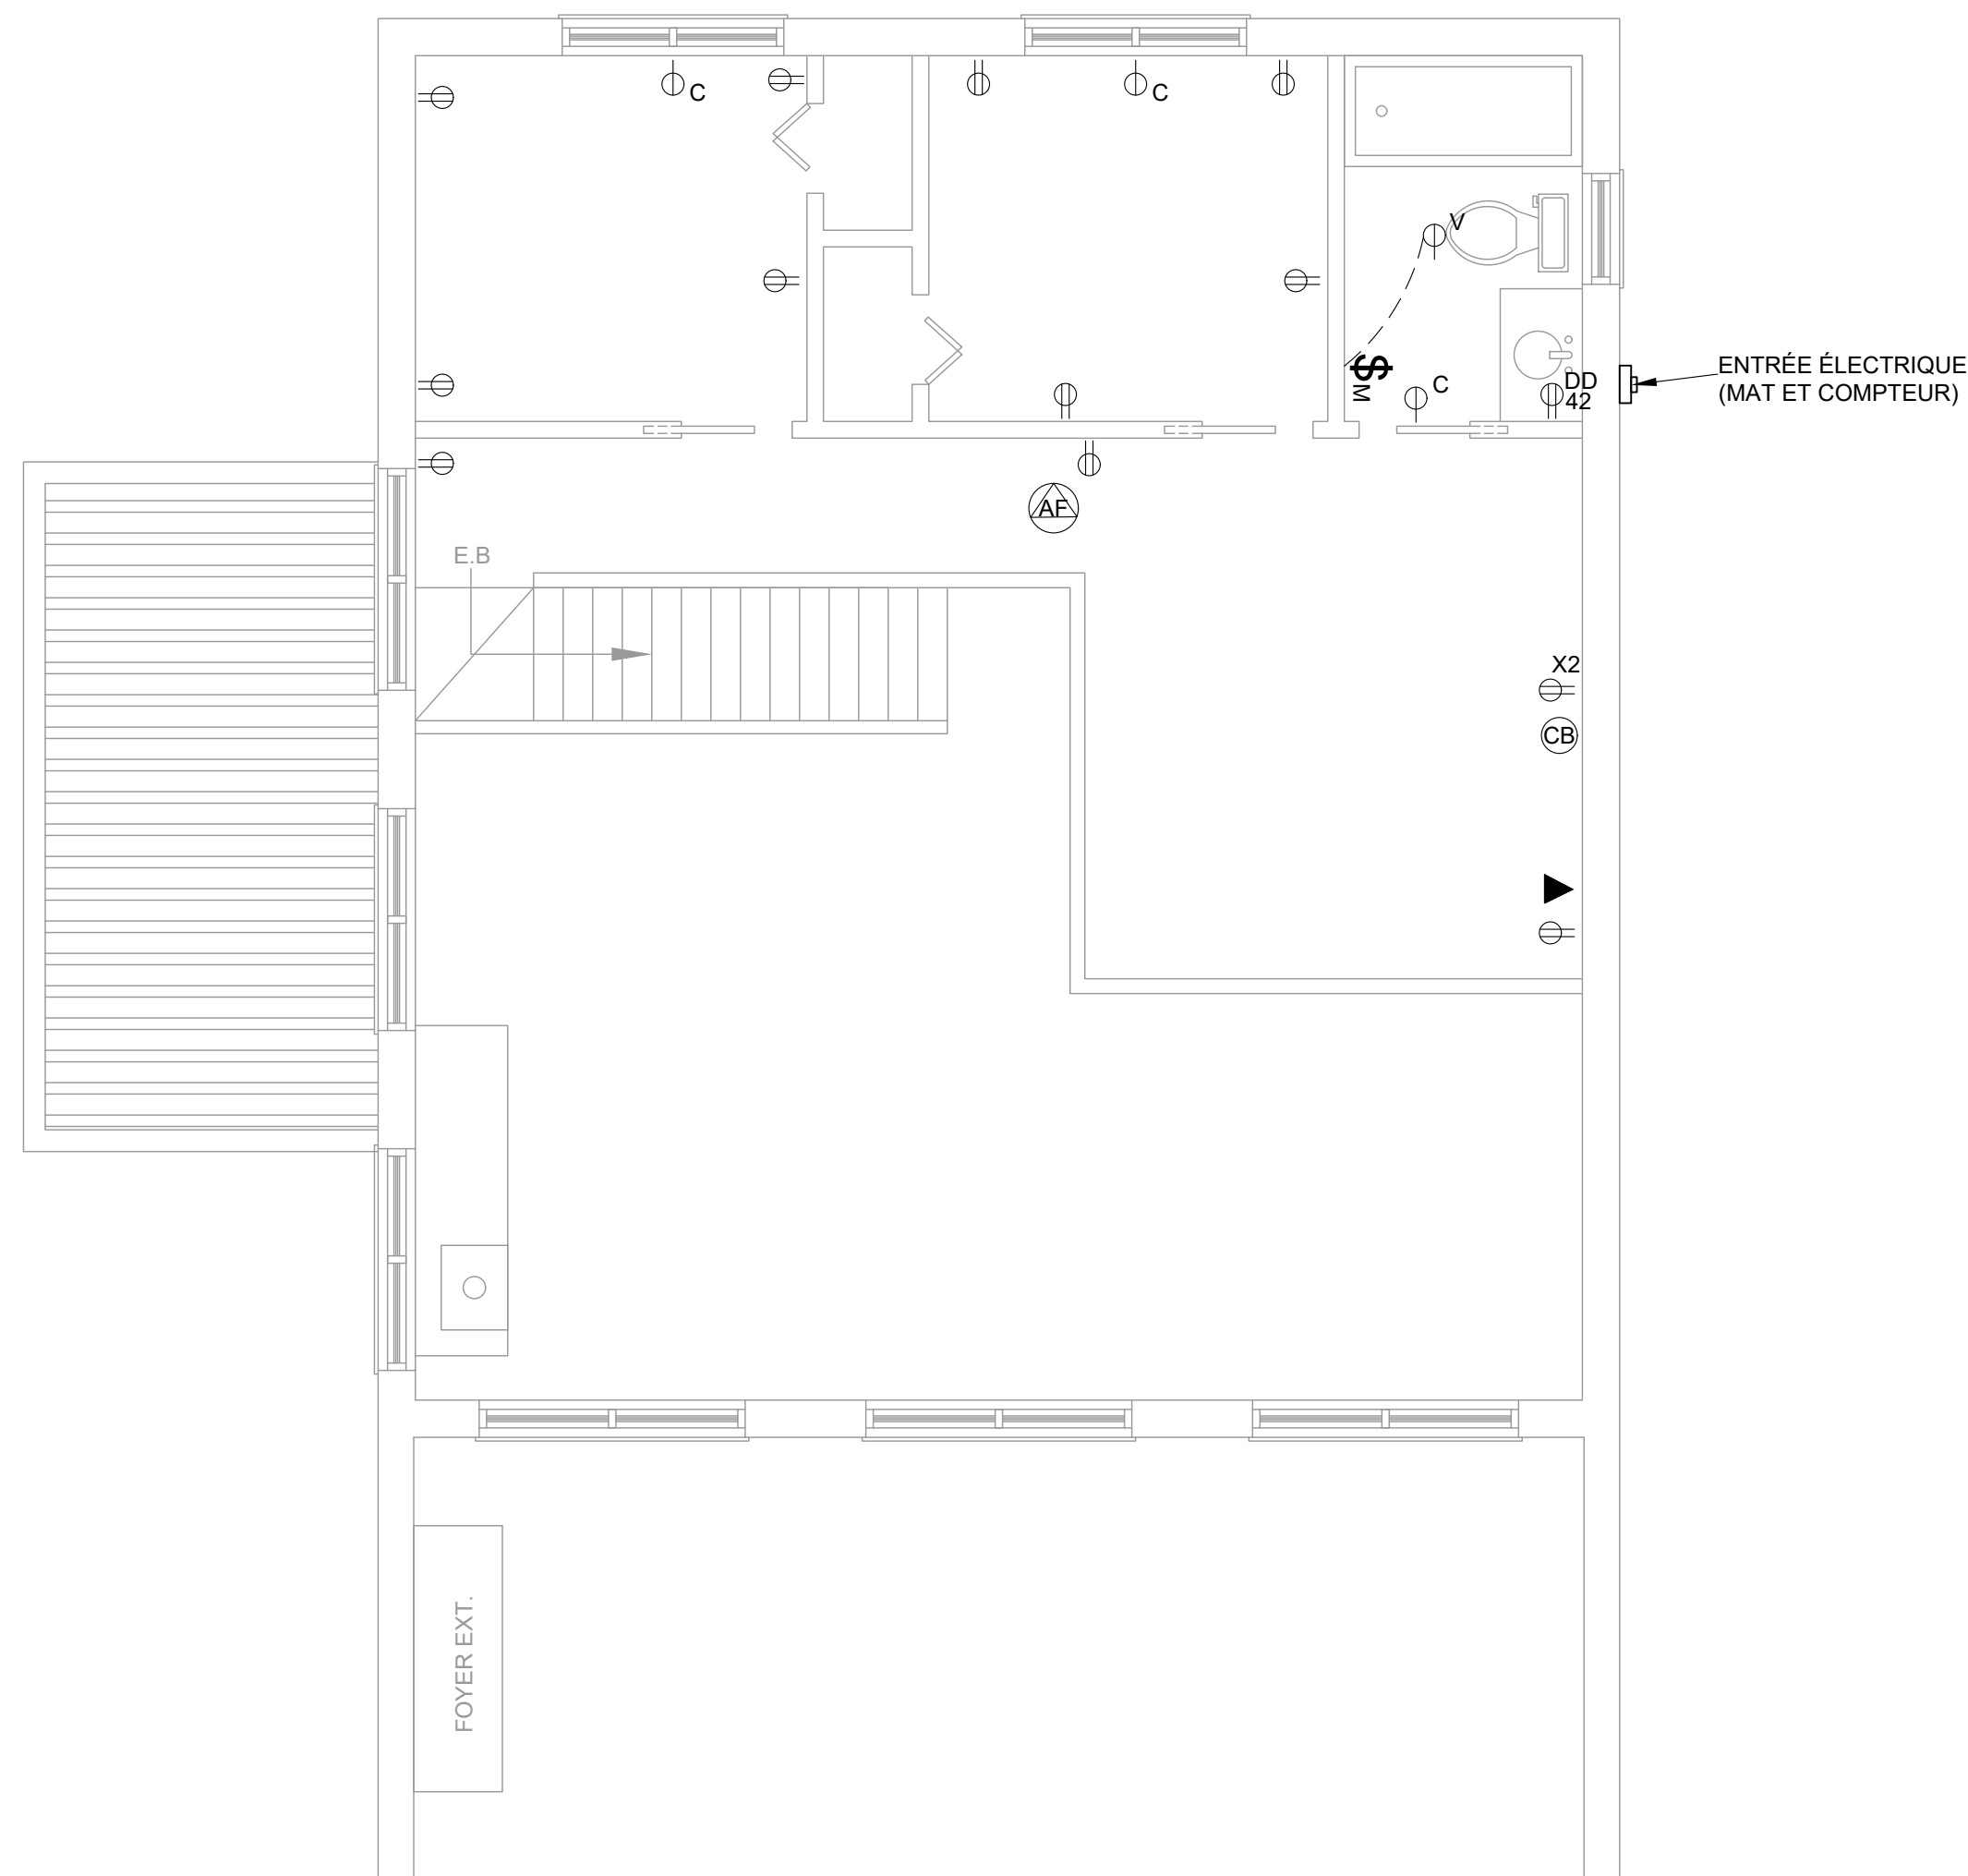 C
C
V
$
M
C
DD
42
ENTRÉE ÉLECTRIQUE
(MAT ET COMPTEUR)
AF
E.B
X2
CB
FOYER EXT.